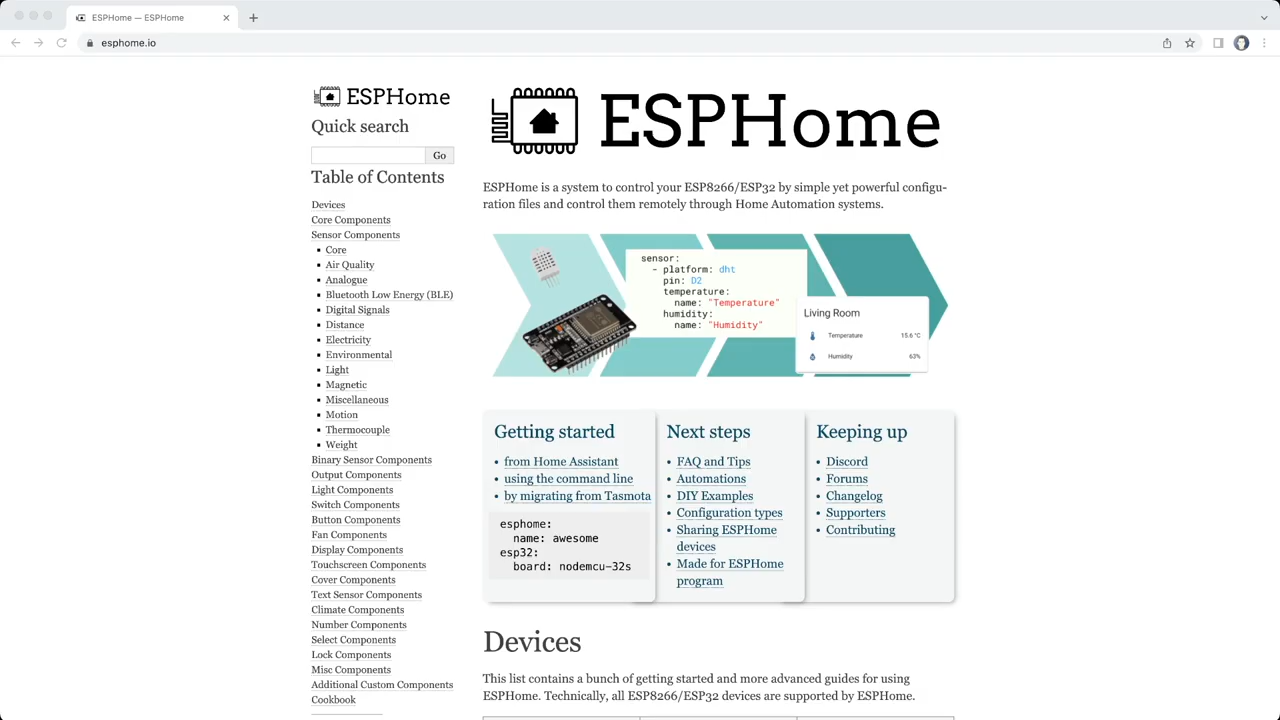 ESPHome — ESPHome
esphome.io
ESPHome
Quick search
Go
Table of Contents
Devices
Core Components
Sensor Components
Core
Air Quality
Analogue
Bluetooth Low Energy (BLE)
Digital Signals
Distance
Electricity
Environmental
Light
Magnetic
Miscellaneous
Motion
Thermocouple
Weight
Binary Sensor Components
Output Components
Light Components
Switch Components
Button Components
Fan Components
Display Components
Touchscreen Components
Cover Components
Text Sensor Components
Climate Components
Number Components
Select Components
Lock Components
Misc Components
Additional Custom Components
Cookbook
ESPHome
ESPHome is a system to control your ESP8266/ESP32 by simple yet powerful configu-
ration files and control them remotely through Home Automation systems.
sensor:
- platform: dht
pin: D2
temperature:
name: "Temperature"
humidity:
name: "Humidity"
Living Room
Temperature 15.6 °C
Humidity 63%
Getting started
• from Home Assistant
• using the command line
• by migrating from Tasmota
esphome:
name: awesome
esp32:
board: nodemcu-32s
Next steps
• FAQ and Tips
• Automations
• DIY Examples
• Configuration types
• Sharing ESPHome
devices
• Made for ESPHome
program
Keeping up
• Discord
• Forums
• Changelog
• Supporters
• Contributing
Devices
This list contains a bunch of getting started and more advanced guides for using
ESPHome. Technically, all ESP8266/ESP32 devices are supported by ESPHome.